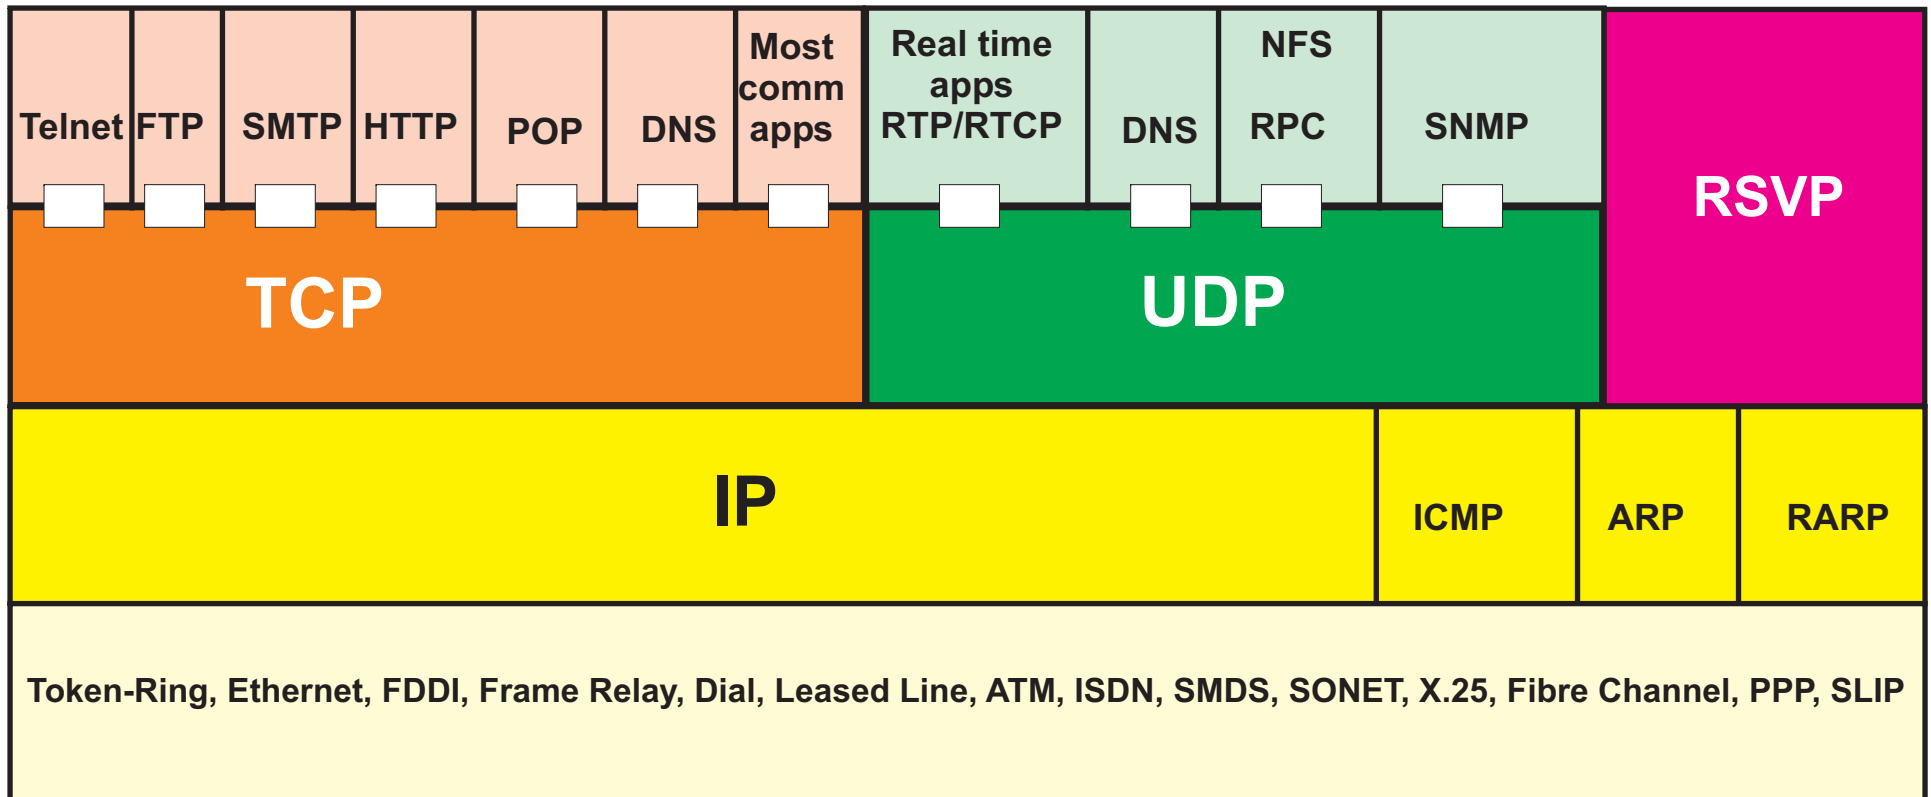 Telnet
FTP
SMTP
HTTP
POP
DNS
Most
comm
apps
Real time
apps
RTP/RTCP
DNS
NFS
RPC
SNMP
RSVP
TCP
UDP
IP
ICMP
ARP
RARP
Token-Ring, Ethernet, FDDI, Frame Relay, Dial, Leased Line, ATM, ISDN, SMDS, SONET, X.25, Fibre Channel, PPP, SLIP